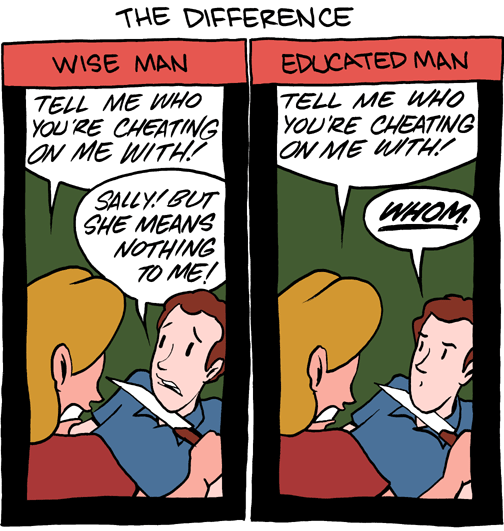 THE DIFFERENCE
WISE MAN
TELL ME WHO
YOU'RE CHEATING
ON ME WITH!
SALLY! BUT
SHE MEANS
NOTHING
TO ME!
EDUCATED MAN
TELL ME WHO
YOU'RE CHEATING
ON ME WITH!
WHOM.